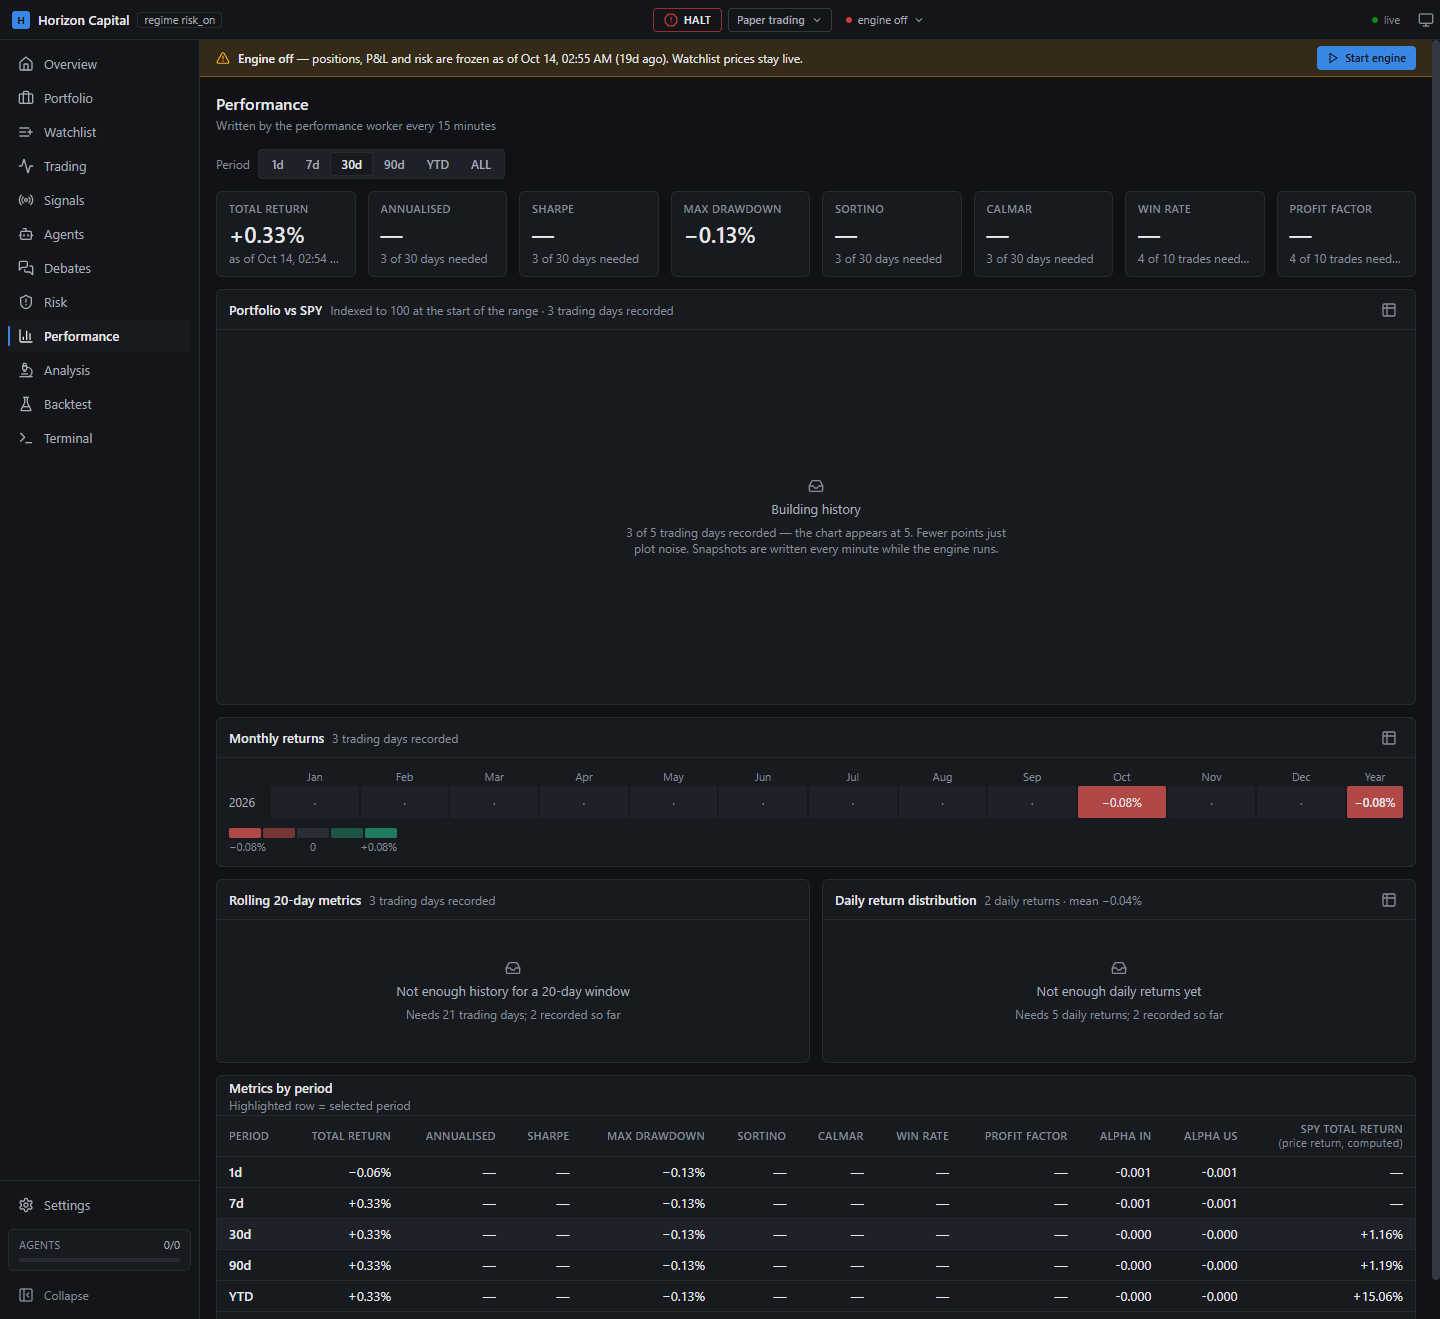 H Horizon Capital regime risk_on HALT Paper trading engine off live
Overview
Portfolio
Watchlist
Trading
Signals
Agents
Debates
Risk
Performance
Analysis
Backtest
Terminal
Settings
AGENTS 0/0
Collapse
Engine off — positions, P&L and risk are frozen as of Oct 14, 02:55 AM (19d ago). Watchlist prices stay live. Start engine
Performance
Written by the performance worker every 15 minutes
Period 1d 7d 30d 90d YTD ALL
TOTAL RETURN
+0.33%
as of Oct 14, 02:54 ...
ANNUALISED
—
3 of 30 days needed
SHARPE
—
3 of 30 days needed
MAX DRAWDOWN
−0.13%
SORTINO
—
3 of 30 days needed
CALMAR
—
3 of 30 days needed
WIN RATE
—
4 of 10 trades need...
PROFIT FACTOR
—
4 of 10 trades need...
Portfolio vs SPY Indexed to 100 at the start of the range · 3 trading days recorded
Building history
3 of 5 trading days recorded — the chart appears at 5. Fewer points just
plot noise. Snapshots are written every minute while the engine runs.
Monthly returns 3 trading days recorded
Jan Feb Mar Apr May Jun Jul Aug Sep Oct Nov Dec Year
2026 · · · · · · · · · −0.08% · · −0.08%
−0.08% 0 +0.08%
Rolling 20-day metrics 3 trading days recorded
Not enough history for a 20-day window
Needs 21 trading days; 2 recorded so far
Daily return distribution 2 daily returns · mean −0.04%
Not enough daily returns yet
Needs 5 daily returns; 2 recorded so far
Metrics by period
Highlighted row = selected period
PERIOD TOTAL RETURN ANNUALISED SHARPE MAX DRAWDOWN SORTINO CALMAR WIN RATE PROFIT FACTOR ALPHA IN ALPHA US SPY TOTAL RETURN
(price return, computed)
1d −0.06% — — −0.13% — — — — -0.001 -0.001 —
7d +0.33% — — −0.13% — — — — -0.001 -0.001 —
30d +0.33% — — −0.13% — — — — -0.000 -0.000 +1.16%
90d +0.33% — — −0.13% — — — — -0.000 -0.000 +1.19%
YTD +0.33% — — −0.13% — — — — -0.000 -0.000 +15.06%